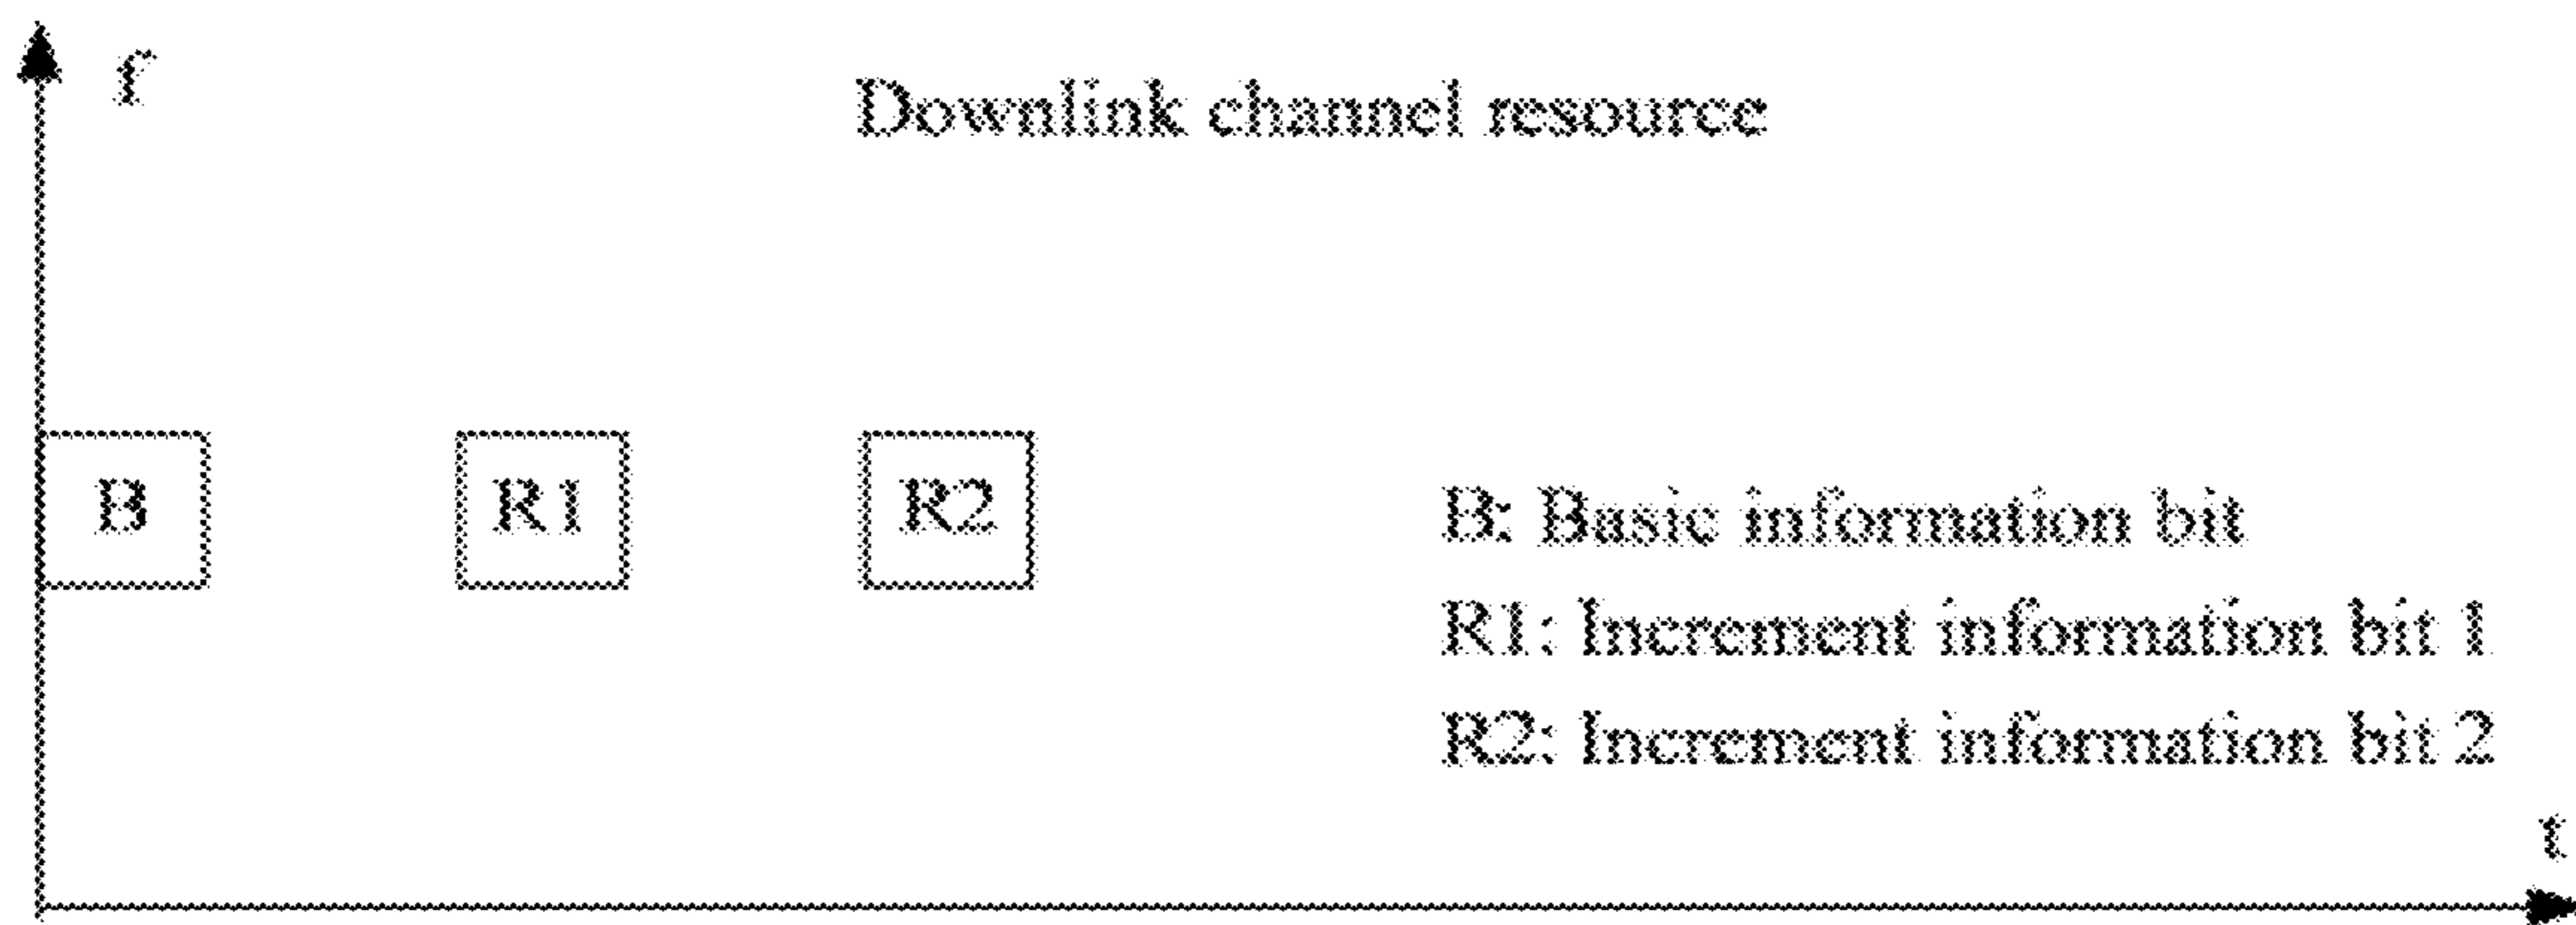 f
Downlink channel resource
B
R1
R2
B: Basic information bit
R1: Increment information bit 1
R2: Increment information bit 2
t